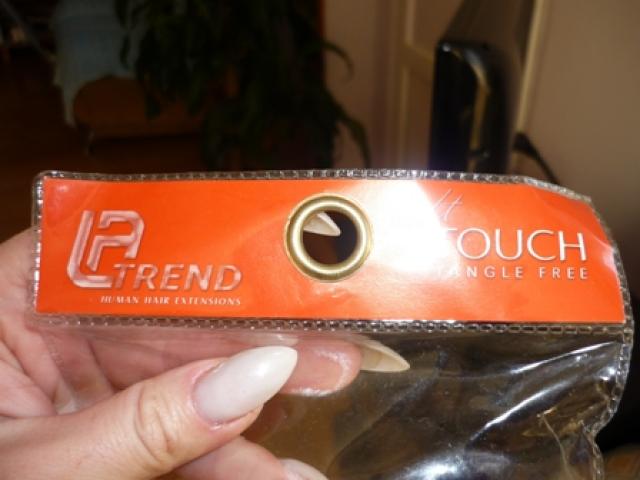 TREND
HUMAN HAIR EXTENSIONS
TOUCH
TANGLE FREE